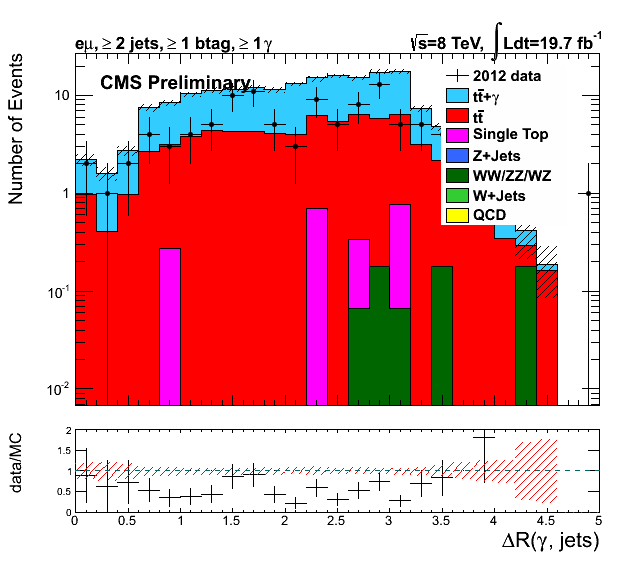 eμ, ≥ 2 jets, ≥ 1 btag, ≥ 1 γ
√s=8 TeV, ∫Ldt=19.7 fb⁻¹
CMS Preliminary
2012 data
tt̄+γ
tt̄
Single Top
Z+Jets
WW/ZZ/WZ
W+Jets
QCD
Number of Events
10
1
10⁻¹
10⁻²
data/MC
2
1.5
1
0.5
0
0 0.5 1 1.5 2 2.5 3 3.5 4 4.5 5
ΔR(γ, jets)